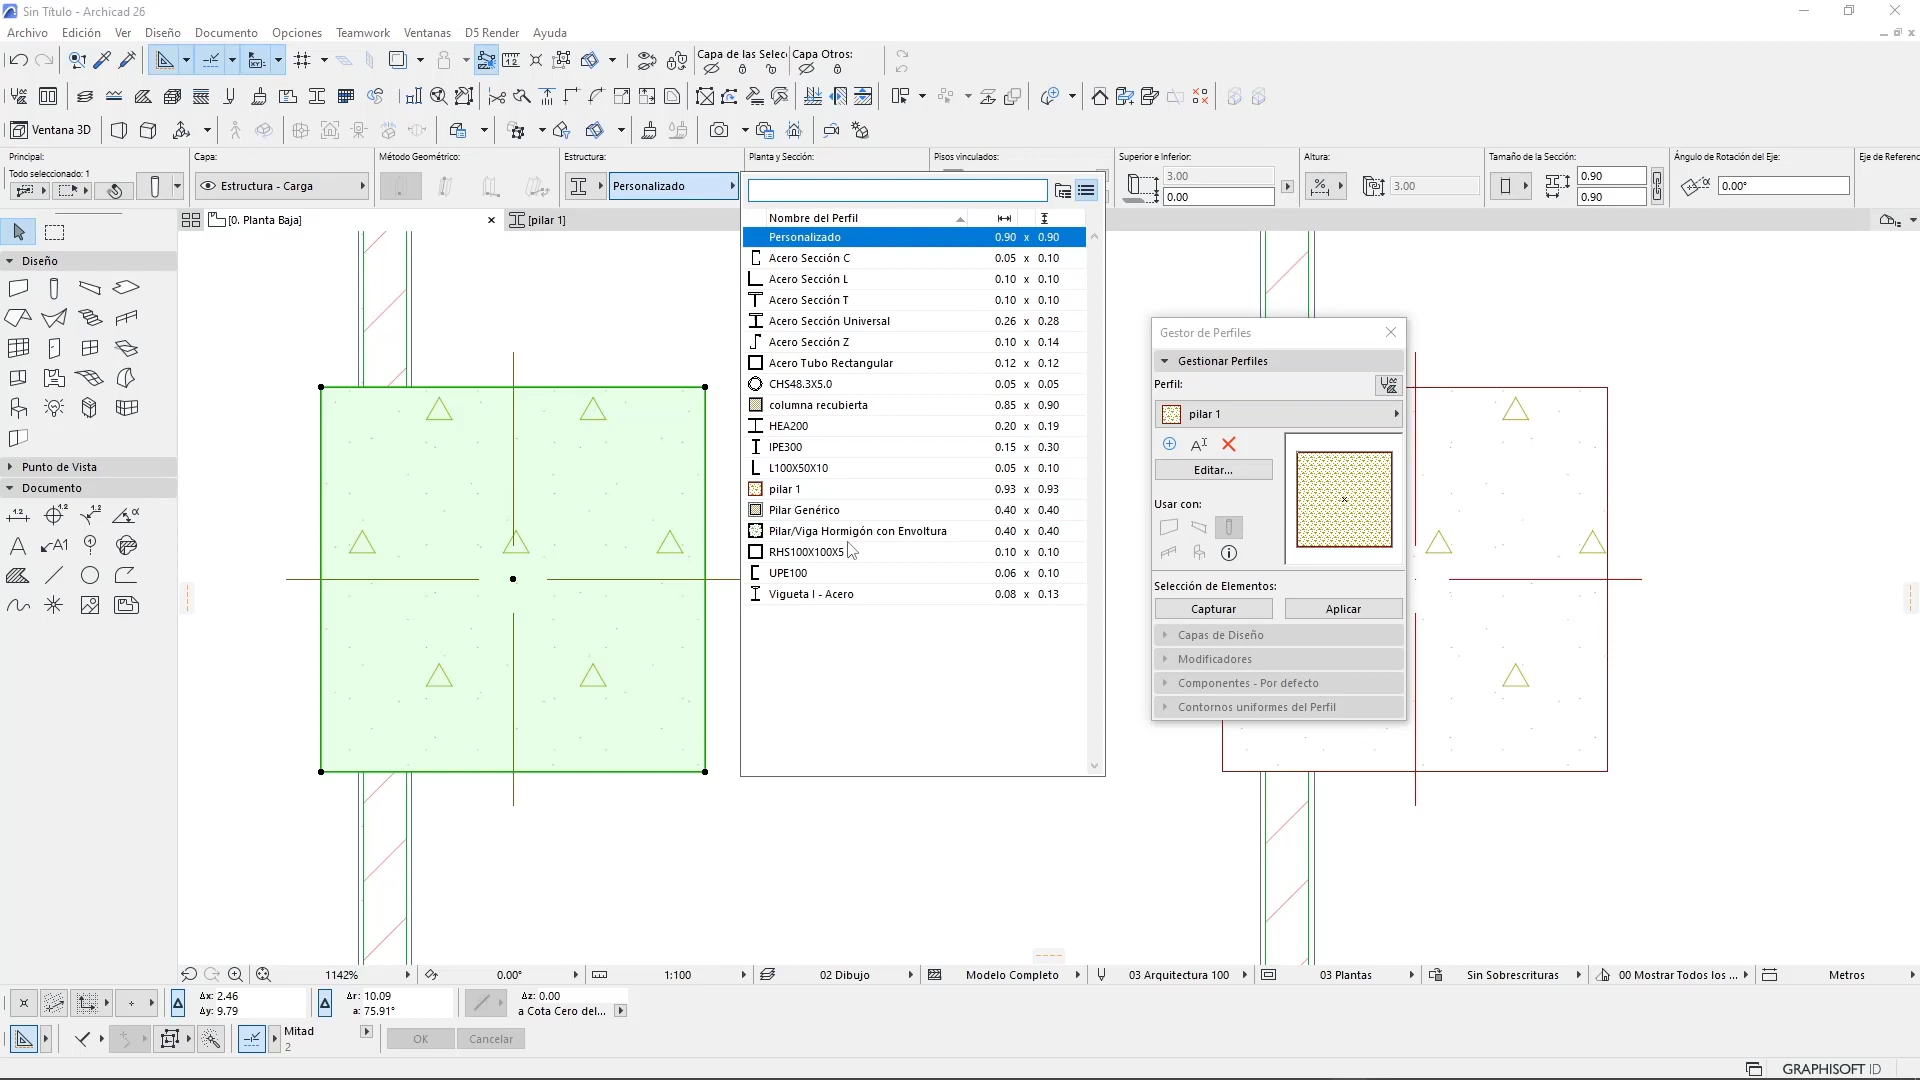 Sin Título - Archicad 26
Archivo Edición Ver Diseño Documento Opciones Teamwork Ventanas D5 Render Ayuda
Capa de las Selec Capa Otros:
Ventana 3D
Principal: Capa: Método Geométrico: Estructura: Planta y Sección: Pisos vinculados: Superior e Inferior: Altura: Tamaño de la Sección: Ángulo de Rotación del Eje: Eje de Referenc
Todo seleccionado: 1
Estructura - Carga Personalizado 3.00 0.00 3.00 0.90 0.90 0.00°
[0. Planta Baja] [pilar 1]
Nombre del Perfil
Personalizado 0.90 x 0.90
Acero Sección C 0.05 x 0.10
Acero Sección L 0.10 x 0.10
Acero Sección T 0.10 x 0.10
Acero Sección Universal 0.26 x 0.28
Acero Sección Z 0.10 x 0.14
Acero Tubo Rectangular 0.12 x 0.12
CHS48.3X5.0 0.05 x 0.05
columna recubierta 0.85 x 0.90
HEA200 0.20 x 0.19
IPE300 0.15 x 0.30
L100X50X10 0.05 x 0.10
pilar 1 0.93 x 0.93
Pilar Genérico 0.40 x 0.40
Pilar/Viga Hormigón con Envoltura 0.40 x 0.40
RHS100X100X5 0.10 x 0.10
UPE100 0.06 x 0.10
Vigueta I - Acero 0.08 x 0.13
Gestor de Perfiles
Gestionar Perfiles
Perfil:
pilar 1
Editar...
Usar con:
Selección de Elementos:
Capturar Aplicar
Capas de Diseño
Modificadores
Componentes - Por defecto
Contornos uniformes del Perfil
Diseño
Punto de Vista
Documento
1142% 0.00° 1:100 02 Dibujo Modelo Completo 03 Arquitectura 100 03 Plantas Sin Sobrescrituras 00 Mostrar Todos los ... Metros
Δx: 2.46 Δr: 10.09 Δz: 0.00
Δy: 9.79 a: 75.91° a Cota Cero del...
Mitad
2
OK Cancelar
GRAPHISOFT ID